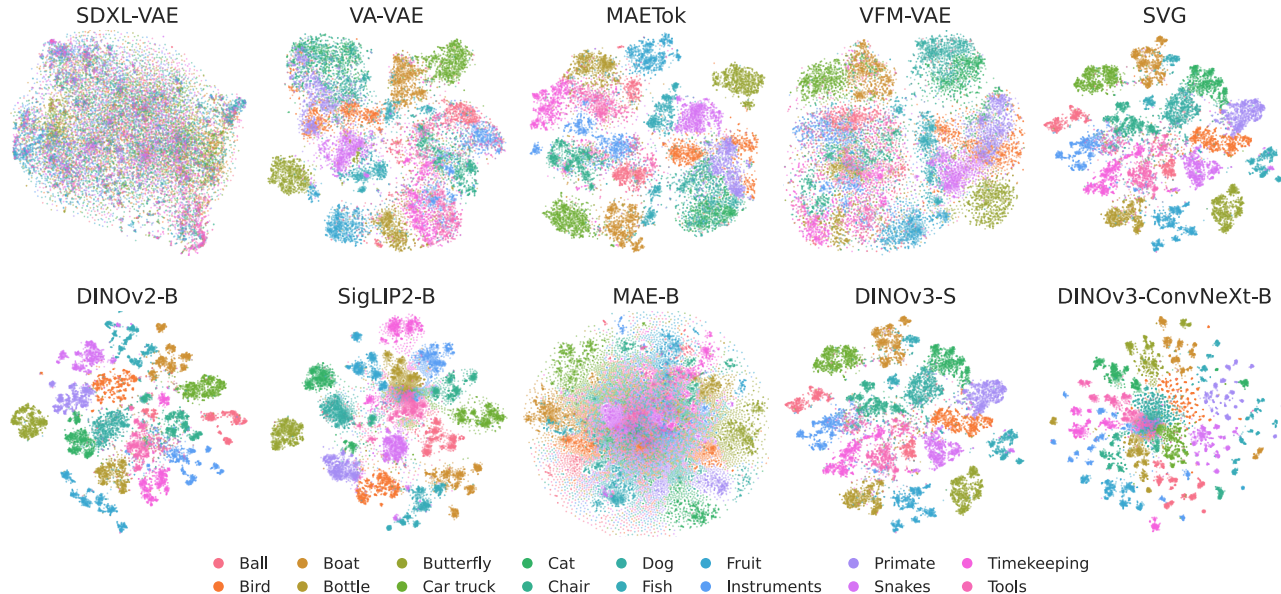 SDXL-VAE VA-VAE MAETok VFM-VAE SVG
DINOv2-B SigLIP2-B MAE-B DINOv3-S DINOv3-ConvNeXt-B
Ball Boat Butterfly Cat Dog Fruit Primate Timekeeping
Bird Bottle Car truck Chair Fish Instruments Snakes Tools